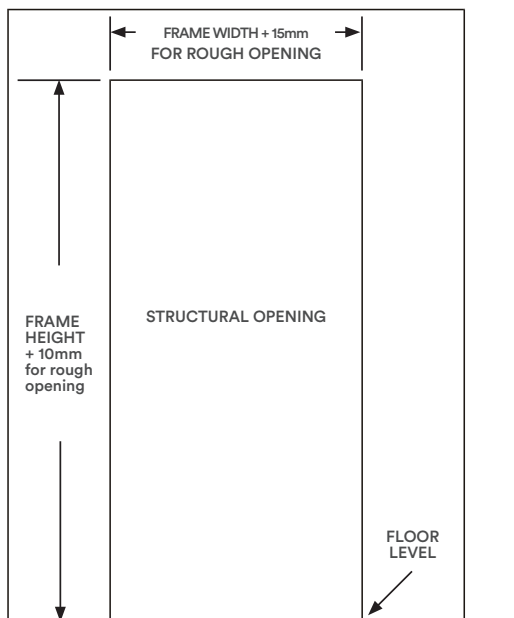 FRAME WIDTH + 15mm
FOR ROUGH OPENING
STRUCTURAL OPENING
FRAME
HEIGHT
+ 10mm
for rough
opening
FLOOR
LEVEL